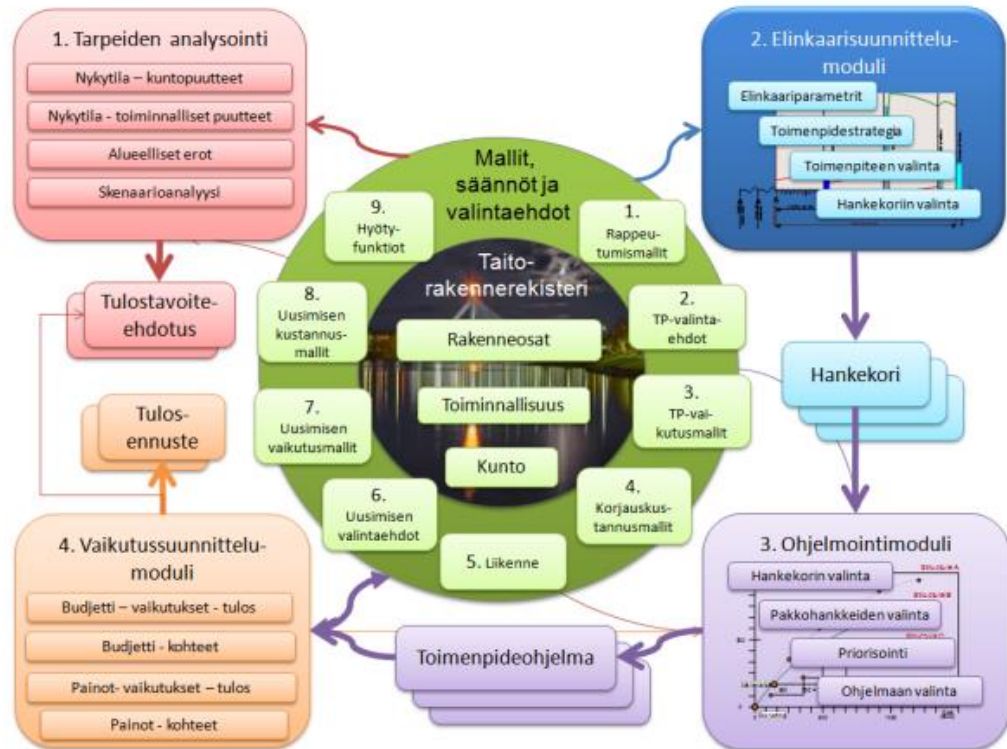 1. Tarpeiden analysointi
Nykytila – kuntopuutteet
Nykytila - toiminnalliset puutteet
Alueelliset erot
Skenaarioanalyysi
Tulostavoite-
ehdotus
Tulos-
ennuste
4. Vaikutussuunnittelu-
moduli
Budjetti – vaikutukset - tulos
Budjetti - kohteet
Painot- vaikutukset – tulos
Painot - kohteet
Mallit,
säännöt ja
valintaehdot
1.
Rappeu-
tumismallit
2.
TP-valinta-
ehdot
3.
TP-vai-
kutusmallit
4.
Korjauskus-
tannusmallit
5. Liikenne
6.
Uusimisen
valintaehdot
7.
Uusimisen
vaikutusmallit
8.
Uusimisen
kustannus-
mallit
9.
Hyöty-
funktiot
Taito-
rakennerekisteri
Rakenneosat
Toiminnallisuus
Kunto
Toimenpideohjelma
2. Elinkaarisuunnittelu-
moduli
Elinkaariparametrit
Toimenpidestrategia
Toimenpiteen valinta
Hankekoriin valinta
Hankekori
3. Ohjelmointimoduli
Hankekorin valinta
Pakkohankkeiden valinta
Priorisointi
Ohjelmaan valinta